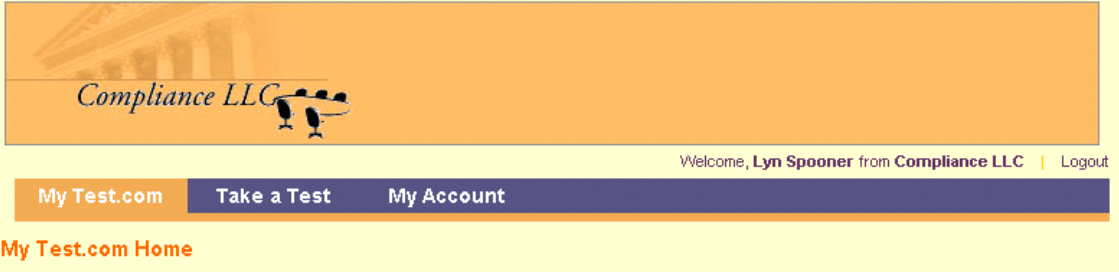 Compliance LLC
Welcome, Lyn Spooner from Compliance LLC | Logout
My Test.com Take a Test My Account
My Test.com Home